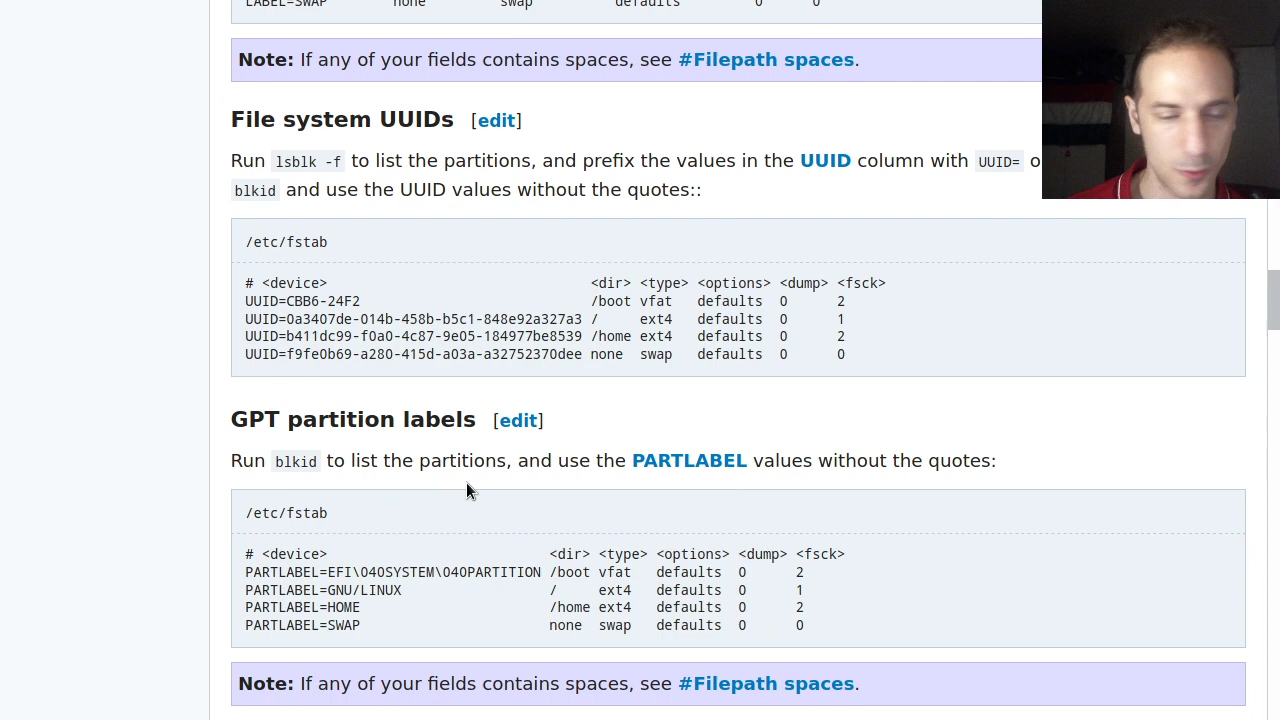 LABEL=SWAP none swap defaults 0 0
Note: If any of your fields contains spaces, see #Filepath spaces.
File system UUIDs [edit]
Run lsblk -f to list the partitions, and prefix the values in the UUID column with UUID= o
blkid and use the UUID values without the quotes::
/etc/fstab
# <device> <dir> <type> <options> <dump> <fsck>
UUID=CBB6-24F2 /boot vfat defaults 0 2
UUID=0a3407de-014b-458b-b5c1-848e92a327a3 / ext4 defaults 0 1
UUID=b411dc99-f0a0-4c87-9e05-184977be8539 /home ext4 defaults 0 2
UUID=f9fe0b69-a280-415d-a03a-a32752370dee none swap defaults 0 0
GPT partition labels [edit]
Run blkid to list the partitions, and use the PARTLABEL values without the quotes:
/etc/fstab
# <device> <dir> <type> <options> <dump> <fsck>
PARTLABEL=EFI\040SYSTEM\040PARTITION /boot vfat defaults 0 2
PARTLABEL=GNU/LINUX / ext4 defaults 0 1
PARTLABEL=HOME /home ext4 defaults 0 2
PARTLABEL=SWAP none swap defaults 0 0
Note: If any of your fields contains spaces, see #Filepath spaces.